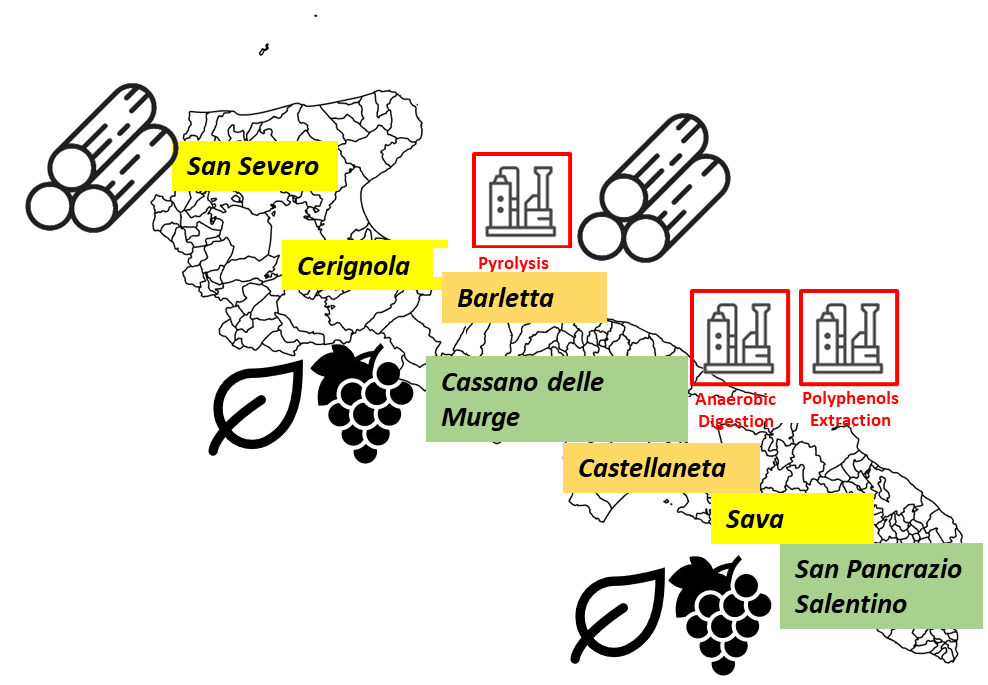 San Severo
Cerignola
Pyrolysis
Barletta
Cassano delle
Murge
Anaerobic
Digestion
Polyphenols
Extraction
Castellaneta
Sava
San Pancrazio
Salentino